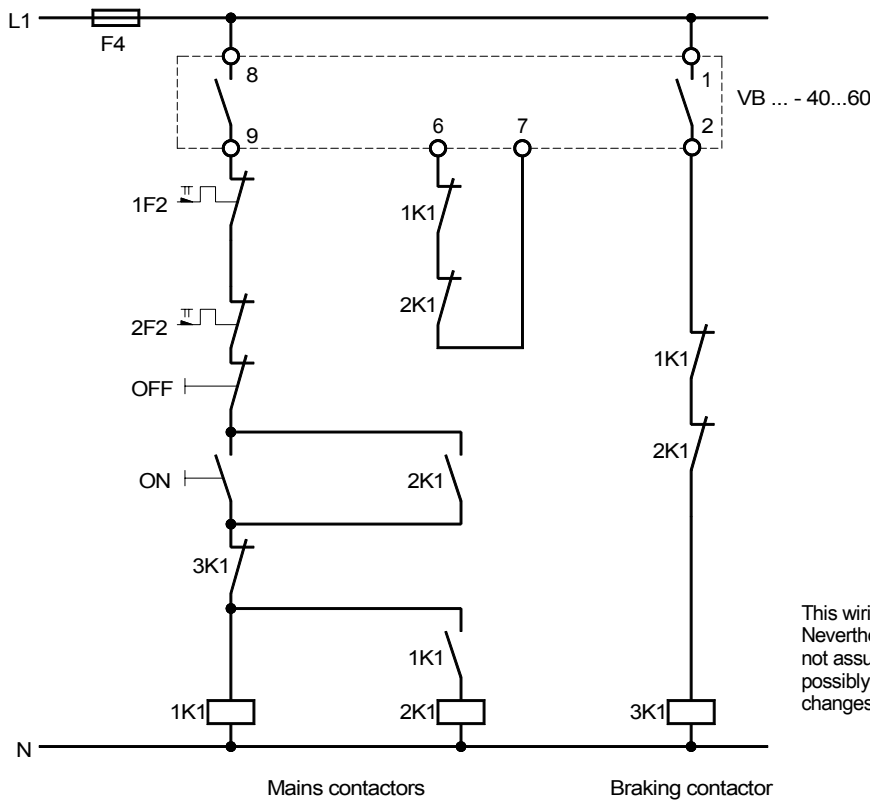 L1
F4
8
1
VB ... - 40...60
9
6
7
2
1F2
1K1
2F2
2K1
1K1
OFF
2K1
ON
2K1
3K1
This wiri
Neverthe
1K1
not assu
possibly
1K1
2K1
3K1
changes
N
Mains contactors
Braking contactor